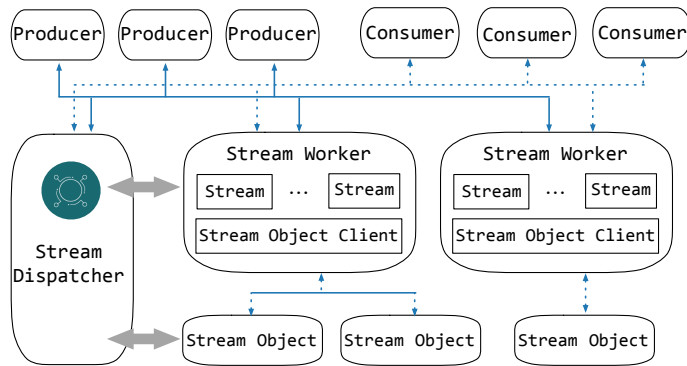 Producer Producer Producer Consumer Consumer Consumer
Stream Worker Stream Worker
Stream ... Stream Stream ... Stream
Stream Object Client Stream Object Client
Stream
Dispatcher
Stream Object Stream Object Stream Object